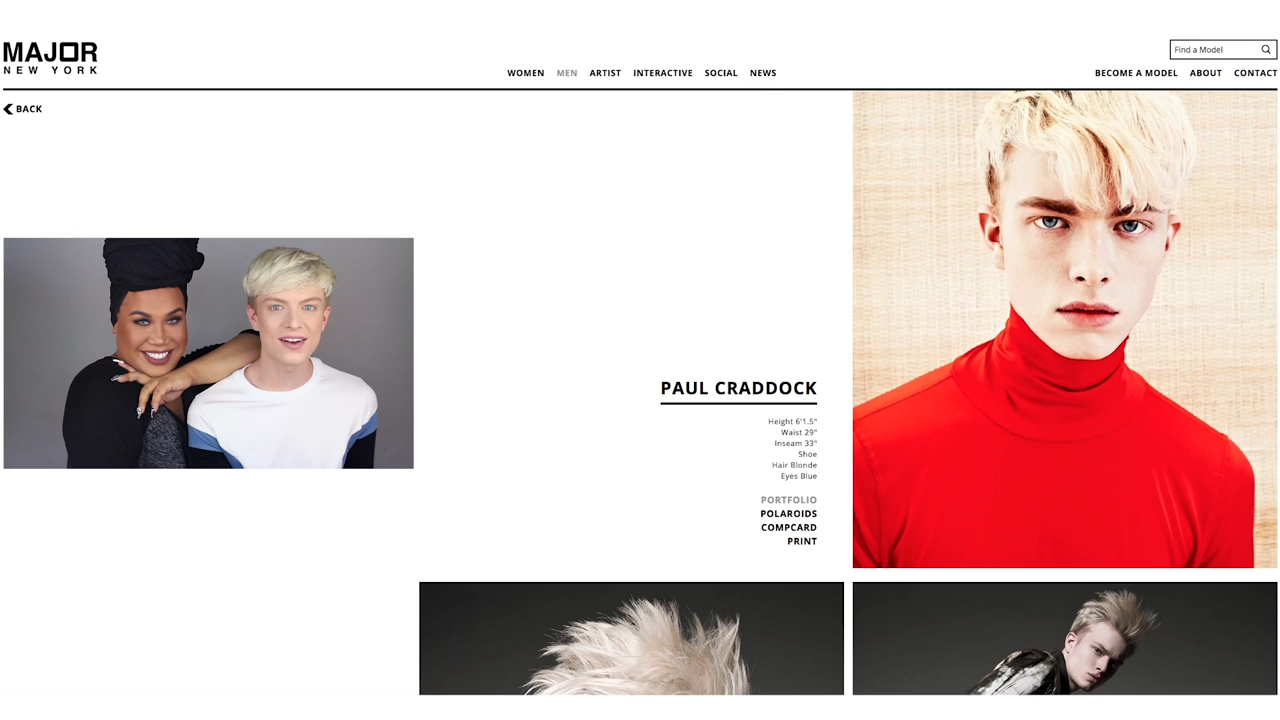 MAJOR
NEW YORK
Find a Model
WOMEN MEN ARTIST INTERACTIVE SOCIAL NEWS
BECOME A MODEL ABOUT CONTACT
BACK
PAUL CRADDOCK
Height 6'1.5"
Waist 29"
Inseam 33"
Shoe
Hair Blonde
Eyes Blue
PORTFOLIO
POLAROIDS
COMPCARD
PRINT